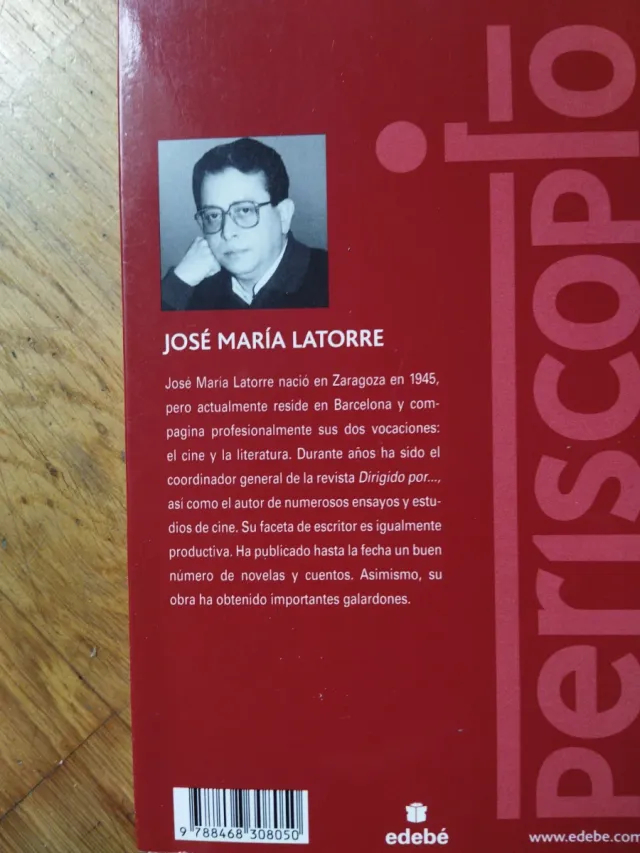 periscopio
JOSÉ MARÍA LATORRE
José María Latorre nació en Zaragoza en 1945,
pero actualmente reside en Barcelona y com-
pagina profesionalmente sus dos vocaciones:
el cine y la literatura. Durante años ha sido el
coordinador general de la revista Dirigido por...,
así como el autor de numerosos ensayos y estu-
dios de cine. Su faceta de escritor es igualmente
productiva. Ha publicado hasta la fecha un buen
número de novelas y cuentos. Asimismo, su
obra ha obtenido importantes galardones.
9 788468 308050
edebé
www.edebe.com